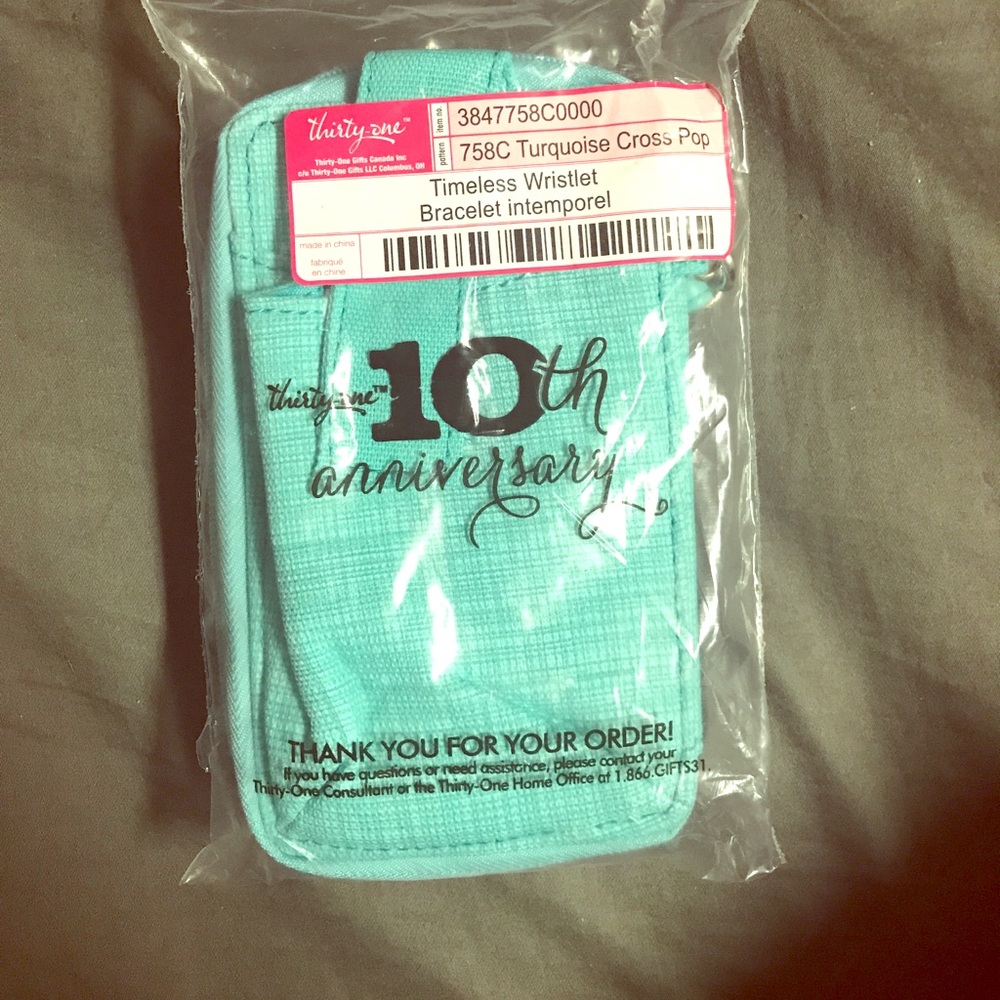 thirty-one™
Thirty-One Gifts Canada Inc
c/o Thirty-One Gifts LLC Columbus, OH
item no. 3847758C0000
pattern 758C Turquoise Cross Pop
Timeless Wristlet
Bracelet intemporel
made in china
fabriqué
en chine
thirty-one™ 10th
anniversary
THANK YOU FOR YOUR ORDER!
If you have questions or need assistance, please contact your
Thirty-One Consultant or the Thirty-One Home Office at 1.866.GIFTS31.